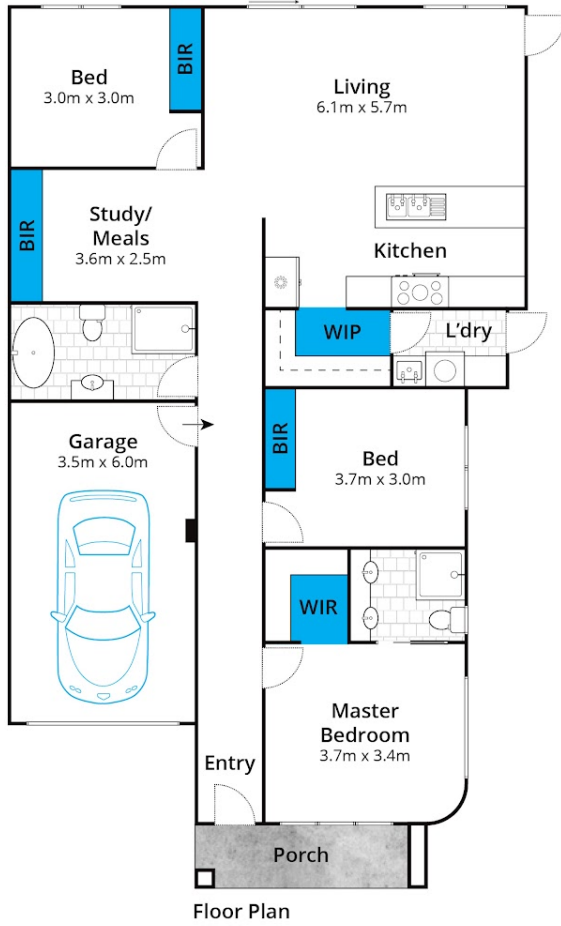 Bed
3.0m x 3.0m
BIR
Living
6.1m x 5.7m
BIR
Study/
Meals
3.6m x 2.5m
Kitchen
WIP
L'dry
Garage
3.5m x 6.0m
BIR
Bed
3.7m x 3.0m
WIR
Master
Bedroom
3.7m x 3.4m
Entry
Porch
Floor Plan